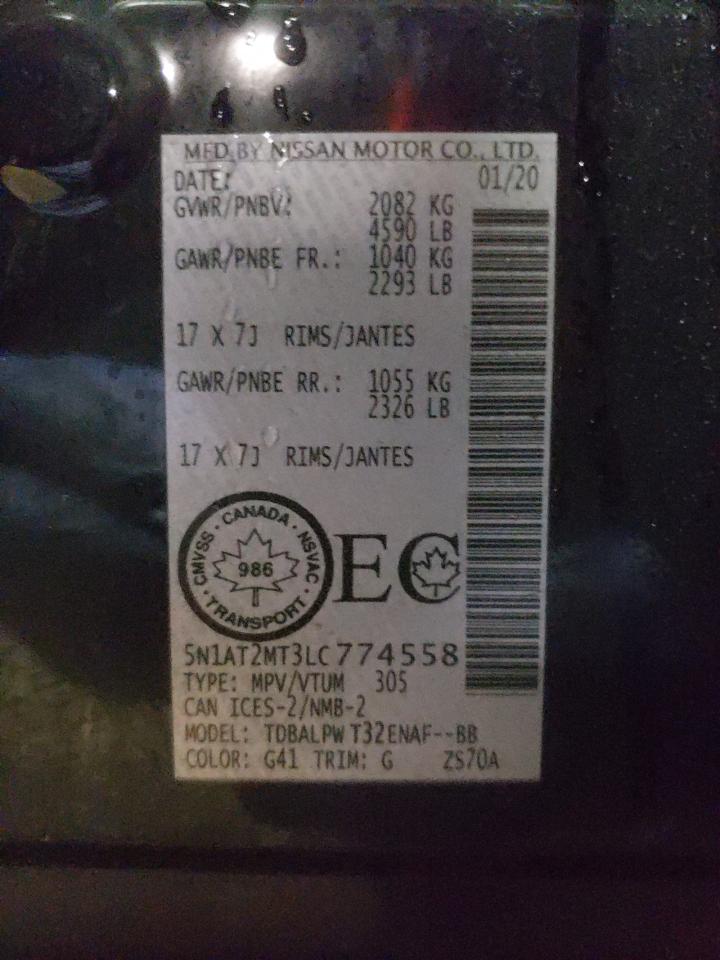 MFD.BY NISSAN MOTOR CO., LTD.
DATE: 01/20
GVWR/PNBV: 2082 KG
4590 LB
GAWR/PNBE FR.: 1040 KG
2293 LB
17 X 7J RIMS/JANTES
GAWR/PNBE RR.: 1055 KG
2326 LB
17 X 7J RIMS/JANTES
CMVSS · CANADA · NSVAC · TRANSPORT ·
986
EC
5N1AT2MT3LC774558
TYPE: MPV/VTUM 305
CAN ICES-2/NMB-2
MODEL: TDBALPW T32ENAF--BB
COLOR: G41 TRIM: G ZS70A